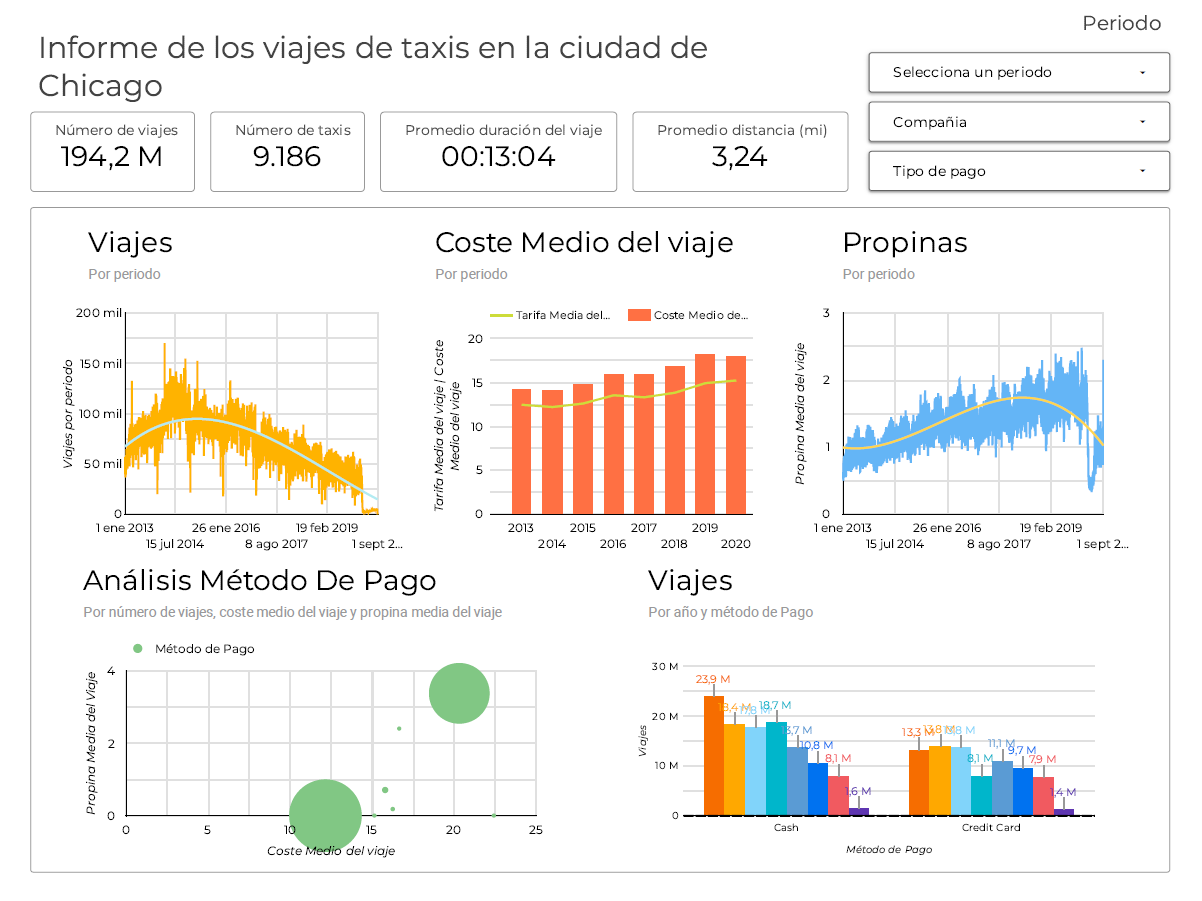 Periodo
Informe de los viajes de taxis en la ciudad de
Chicago
Selecciona un periodo
Compañia
Tipo de pago
Número de viajes
194,2 M
Número de taxis
9.186
Promedio duración del viaje
00:13:04
Promedio distancia (mi)
3,24
Viajes
Por periodo
Viajes por periodo
200 mil
150 mil
100 mil
50 mil
0
1 ene 2013
26 ene 2016
19 feb 2019
15 jul 2014
8 ago 2017
1 sept 2...
Coste Medio del viaje
Por periodo
Tarifa Media del...
Coste Medio de...
Tarifa Media del viaje | Coste
Medio del viaje
20
15
10
5
0
2013
2015
2017
2019
2014
2016
2018
2020
Propinas
Por periodo
Propina Media del viaje
3
2
1
0
1 ene 2013
26 ene 2016
19 feb 2019
15 jul 2014
8 ago 2017
1 sept 2...
Análisis Método De Pago
Por número de viajes, coste medio del viaje y propina media del viaje
Método de Pago
Propina Media del Viaje
4
2
0
0
5
10
15
20
25
Coste Medio del viaje
Viajes
Por año y método de Pago
Viajes
30 M
20 M
10 M
0
23,9 M
18,4 M
18,7 M
10,8 M
8,1 M
1,6 M
13,3 M
8,1 M
11,1 M
9,7 M
7,9 M
1,4 M
Cash
Credit Card
Método de Pago